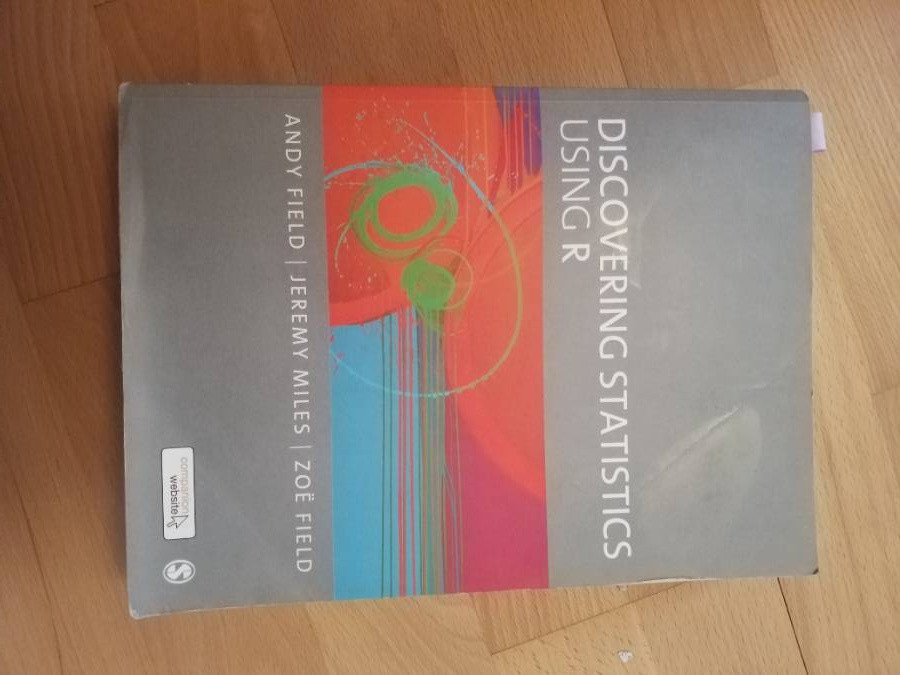 DISCOVERING STATISTICS
USING R
ANDY FIELD | JEREMY MILES | ZOË FIELD
companion
website
S